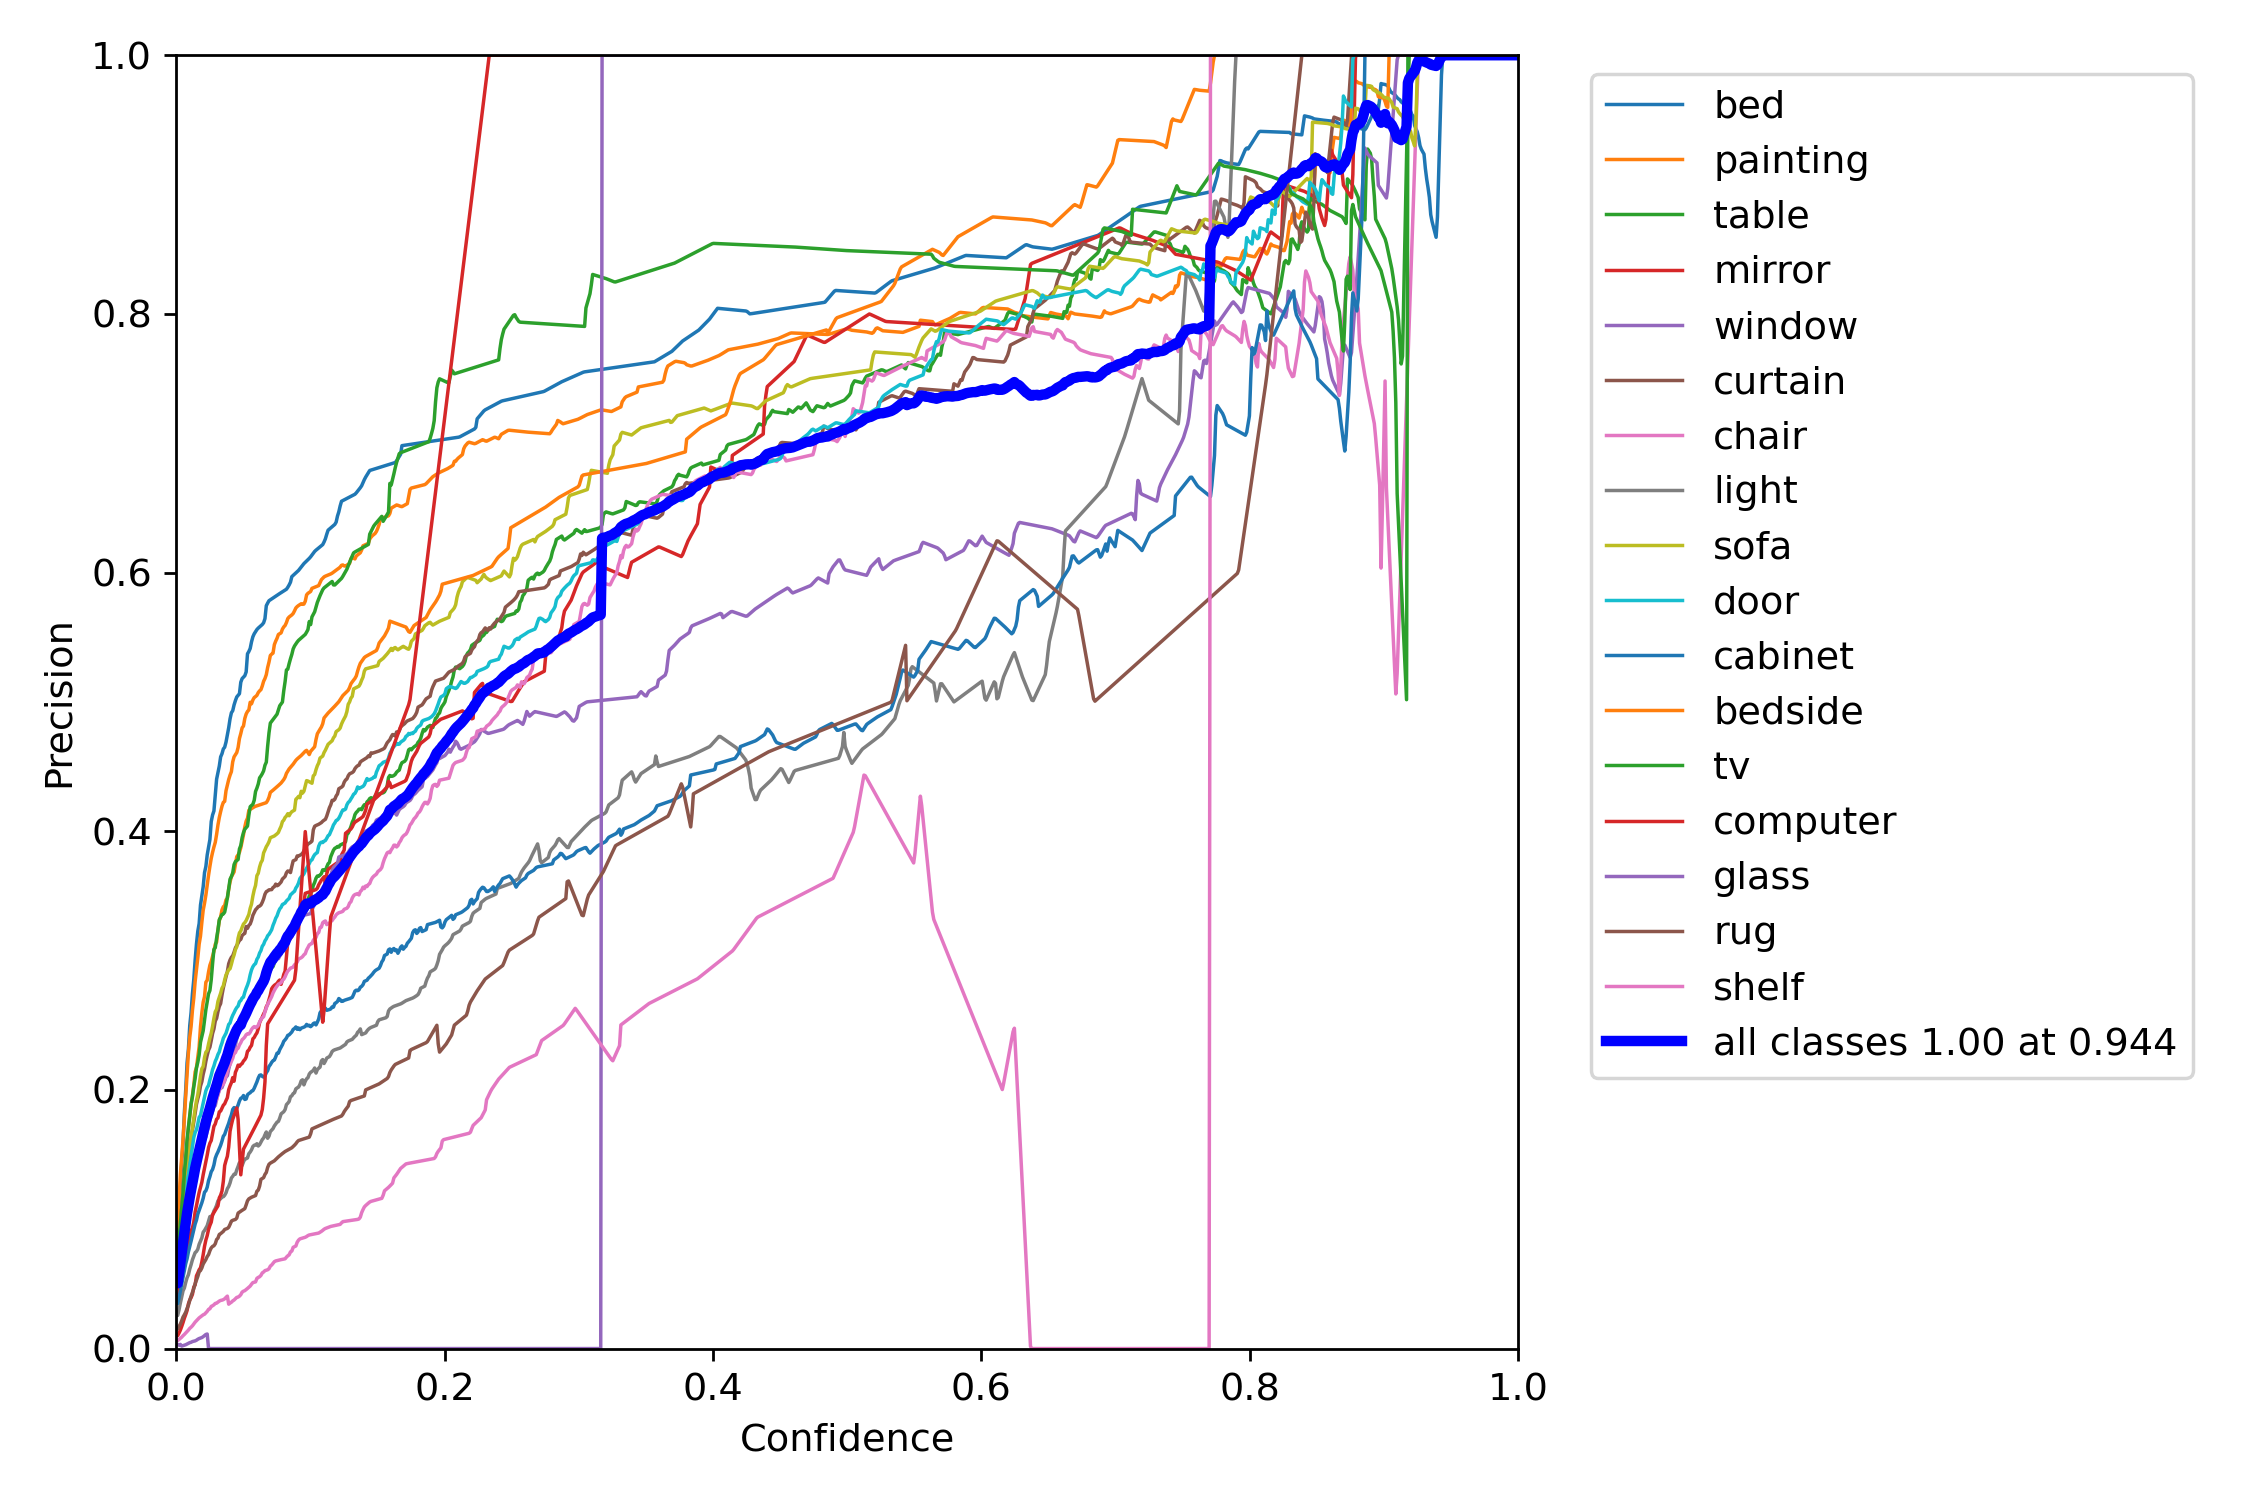 1.0
0.8
0.6
0.4
0.2
0.0
0.0 0.2 0.4 0.6 0.8 1.0
Precision
Confidence
bed
painting
table
mirror
window
curtain
chair
light
sofa
door
cabinet
bedside
tv
computer
glass
rug
shelf
all classes 1.00 at 0.944